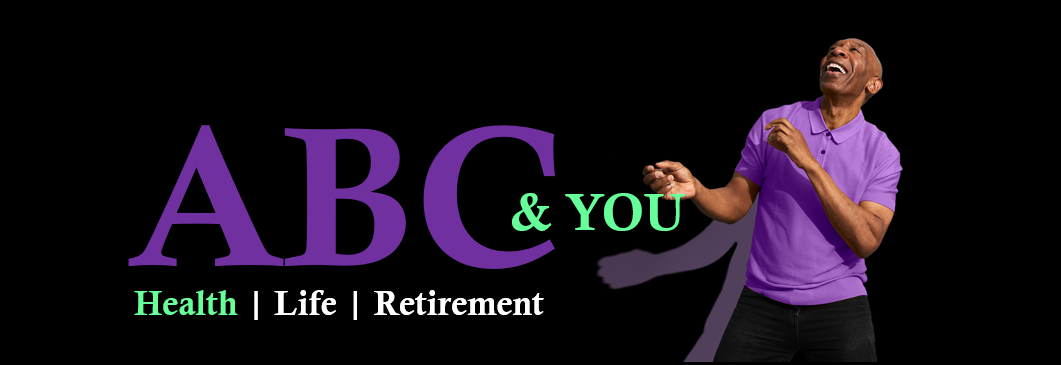 ABC
& YOU
Health | Life | Retirement